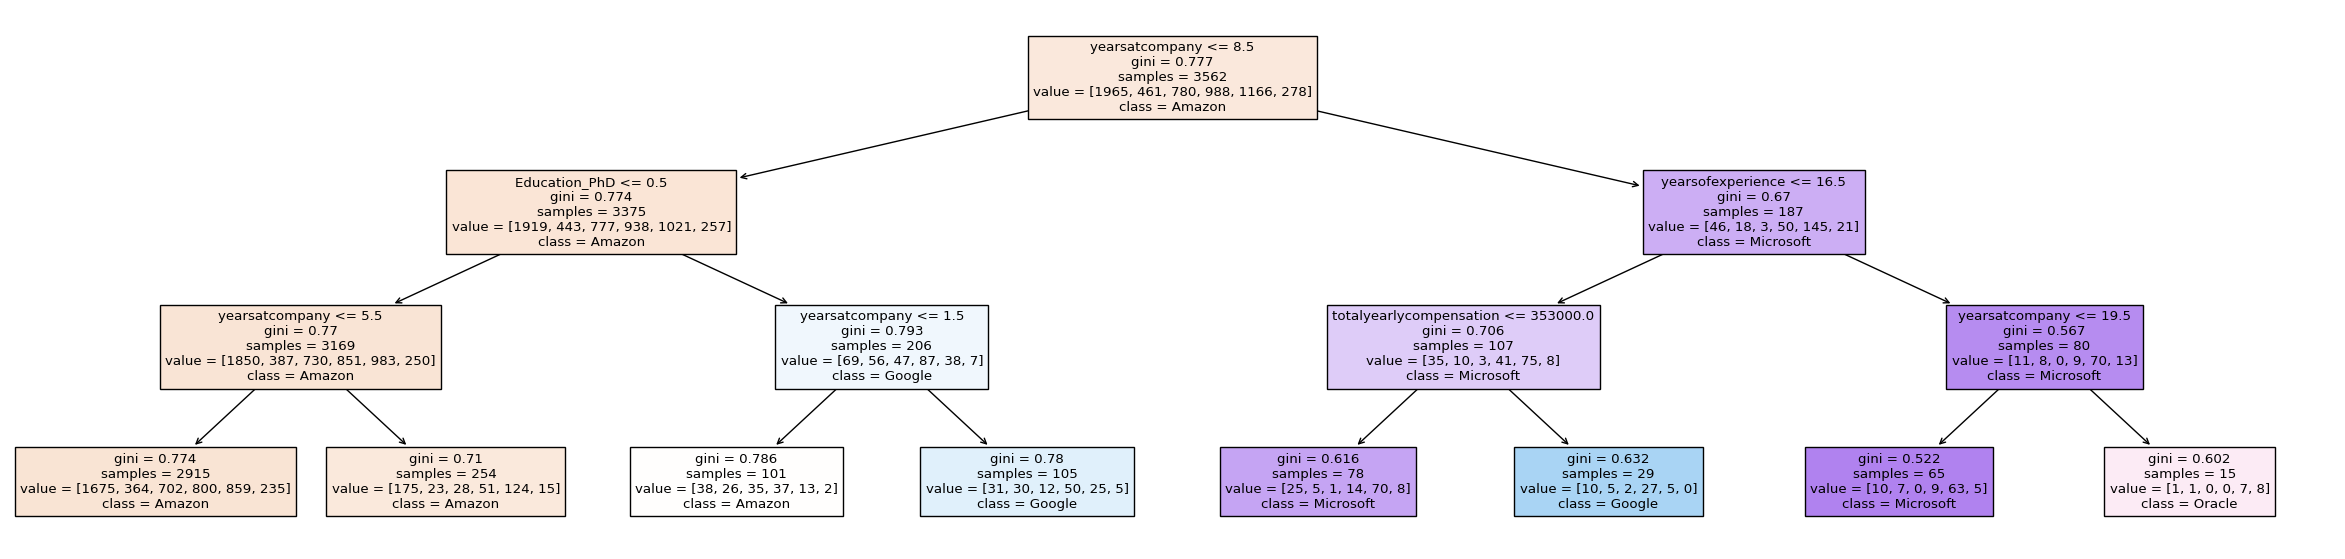 yearsatcompany <= 8.5
gini = 0.777
samples = 3562
value = [1965, 461, 780, 988, 1166, 278]
class = Amazon
Education_PhD <= 0.5
gini = 0.774
samples = 3375
value = [1919, 443, 777, 938, 1021, 257]
class = Amazon
yearsofexperience <= 16.5
gini = 0.67
samples = 187
value = [46, 18, 3, 50, 145, 21]
class = Microsoft
yearsatcompany <= 5.5
gini = 0.77
samples = 3169
value = [1850, 387, 730, 851, 983, 250]
class = Amazon
yearsatcompany <= 1.5
gini = 0.793
samples = 206
value = [69, 56, 47, 87, 38, 7]
class = Google
totalyearlycompensation <= 353000.0
gini = 0.706
samples = 107
value = [35, 10, 3, 41, 75, 8]
class = Microsoft
yearsatcompany <= 19.5
gini = 0.567
samples = 80
value = [11, 8, 0, 9, 70, 13]
class = Microsoft
gini = 0.774
samples = 2915
value = [1675, 364, 702, 800, 859, 235]
class = Amazon
gini = 0.71
samples = 254
value = [175, 23, 28, 51, 124, 15]
class = Amazon
gini = 0.786
samples = 101
value = [38, 26, 35, 37, 13, 2]
class = Amazon
gini = 0.78
samples = 105
value = [31, 30, 12, 50, 25, 5]
class = Google
gini = 0.616
samples = 78
value = [25, 5, 1, 14, 70, 8]
class = Microsoft
gini = 0.632
samples = 29
value = [10, 5, 2, 27, 5, 0]
class = Google
gini = 0.522
samples = 65
value = [10, 7, 0, 9, 63, 5]
class = Microsoft
gini = 0.602
samples = 15
value = [1, 1, 0, 0, 7, 8]
class = Oracle